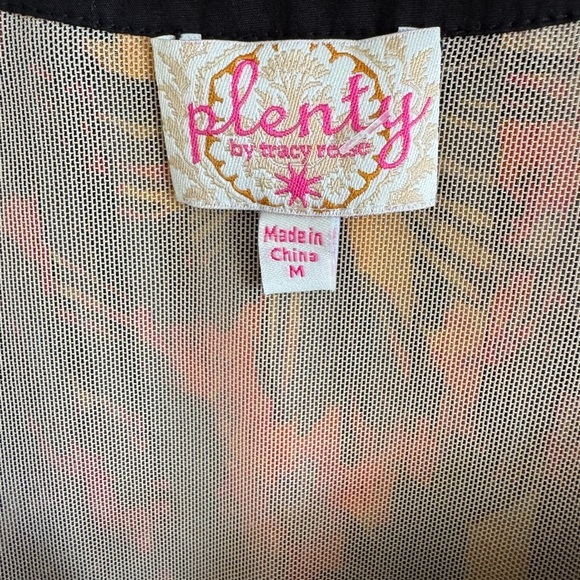 plenty
by tracy reese
Made in
China
M